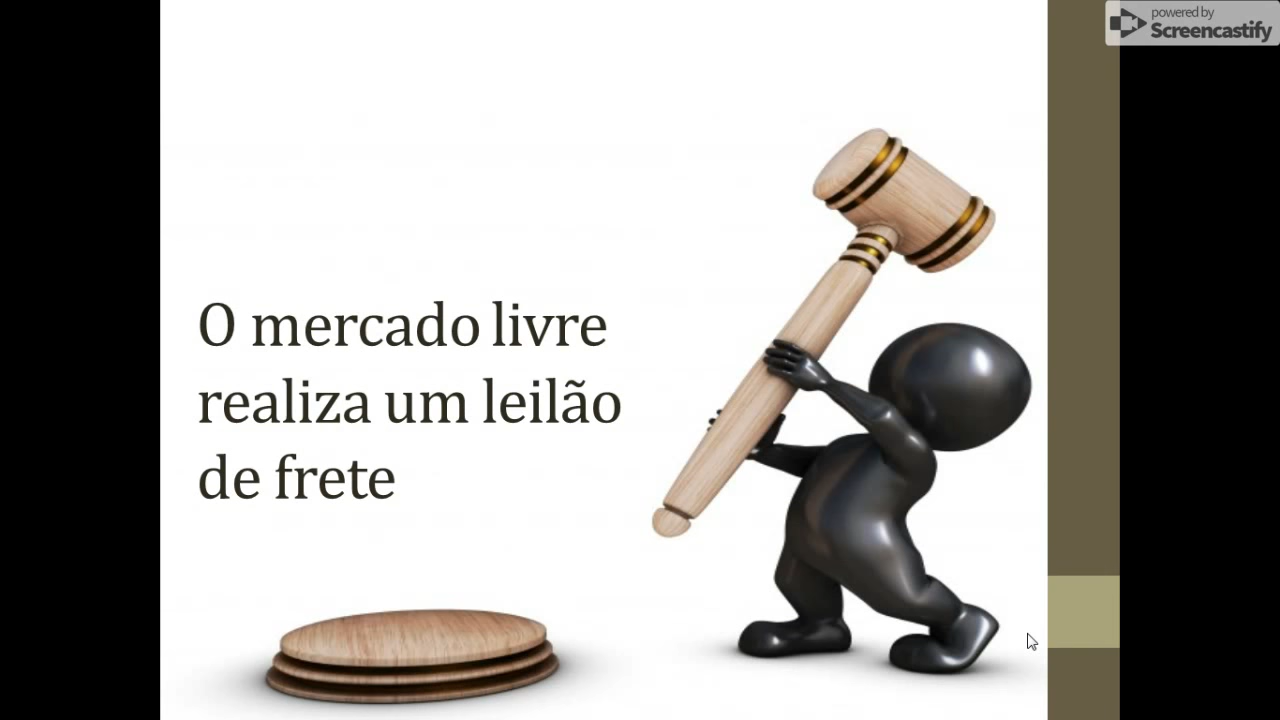 powered by
Screencastify
O mercado livre
realiza um leilão
de frete